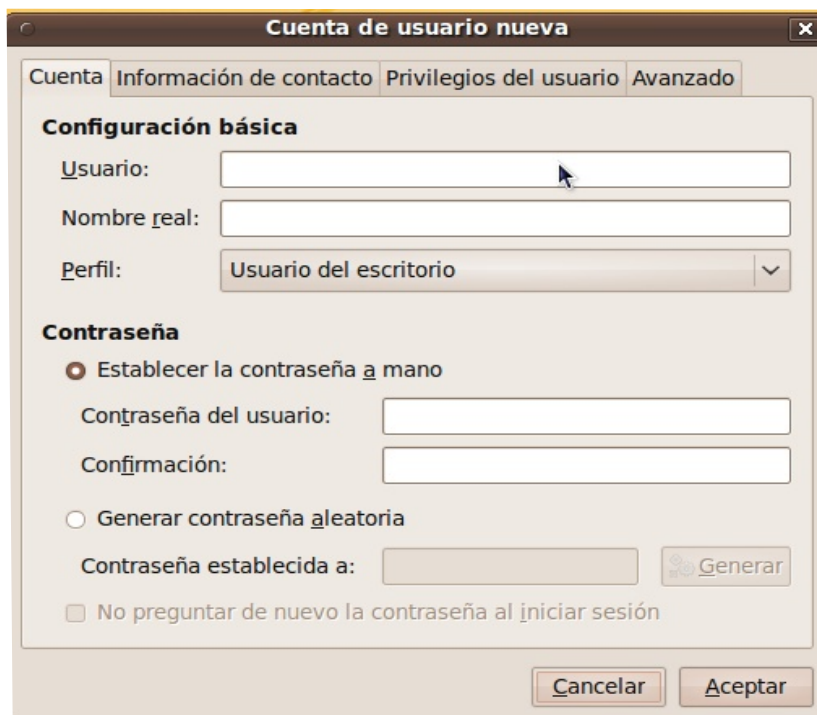 Cuenta de usuario nueva
Cuenta Información de contacto Privilegios del usuario Avanzado
Configuración básica
Usuario:
Nombre real:
Perfil: Usuario del escritorio
Contraseña
Establecer la contraseña a mano
Contraseña del usuario:
Confirmación:
Generar contraseña aleatoria
Contraseña establecida a: Generar
No preguntar de nuevo la contraseña al iniciar sesión
Cancelar Aceptar